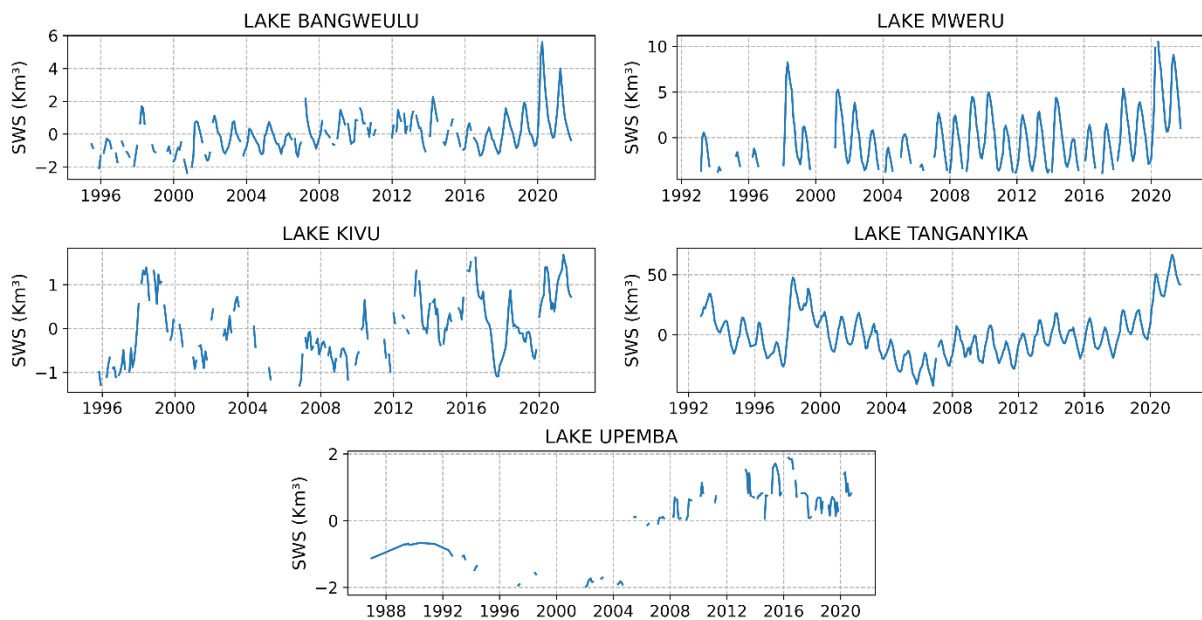 LAKE BANGWEULU
SWS (Km³)
6
4
2
0
−2
1996 2000 2004 2008 2012 2016 2020
LAKE MWERU
SWS (Km³)
10
5
0
1992 1996 2000 2004 2008 2012 2016 2020
LAKE KIVU
SWS (Km³)
1
0
−1
1996 2000 2004 2008 2012 2016 2020
LAKE TANGANYIKA
SWS (Km³)
50
0
1992 1996 2000 2004 2008 2012 2016 2020
LAKE UPEMBA
SWS (Km³)
2
0
−2
1988 1992 1996 2000 2004 2008 2012 2016 2020